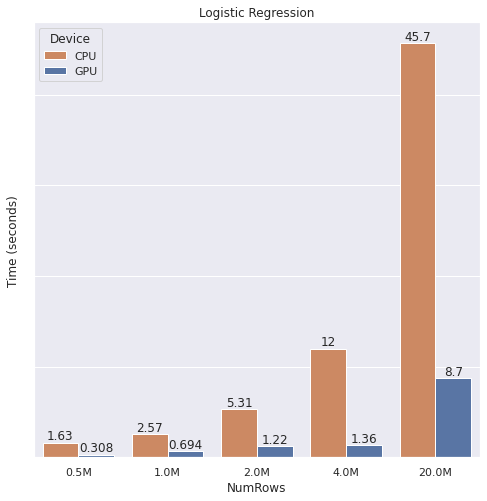 Logistic Regression
Device
CPU
GPU
45.7
12
8.7
5.31
2.57
1.63
1.36
1.22
0.694
0.308
Time (seconds)
0.5M 1.0M 2.0M 4.0M 20.0M
NumRows